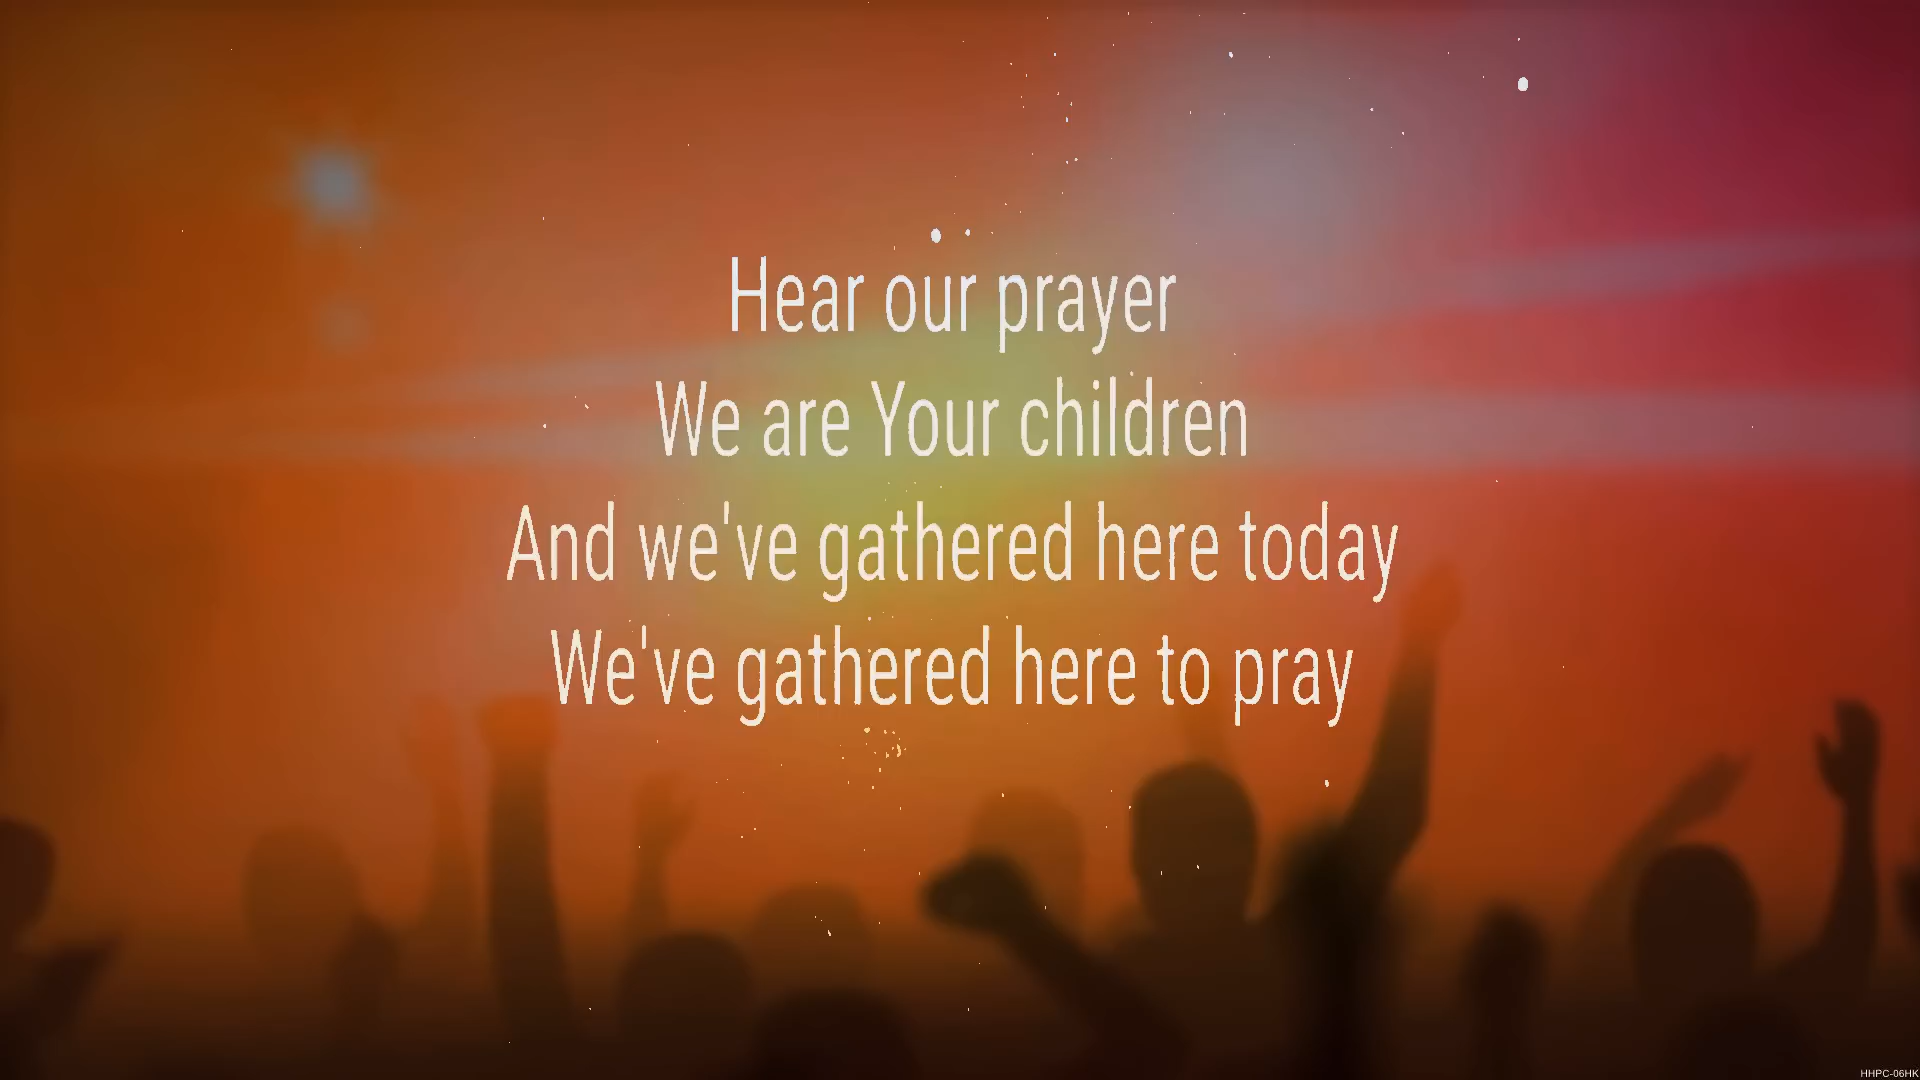 Hear our prayer
We are Your children
And we've gathered here today
We've gathered here to pray
HHPC-06HK